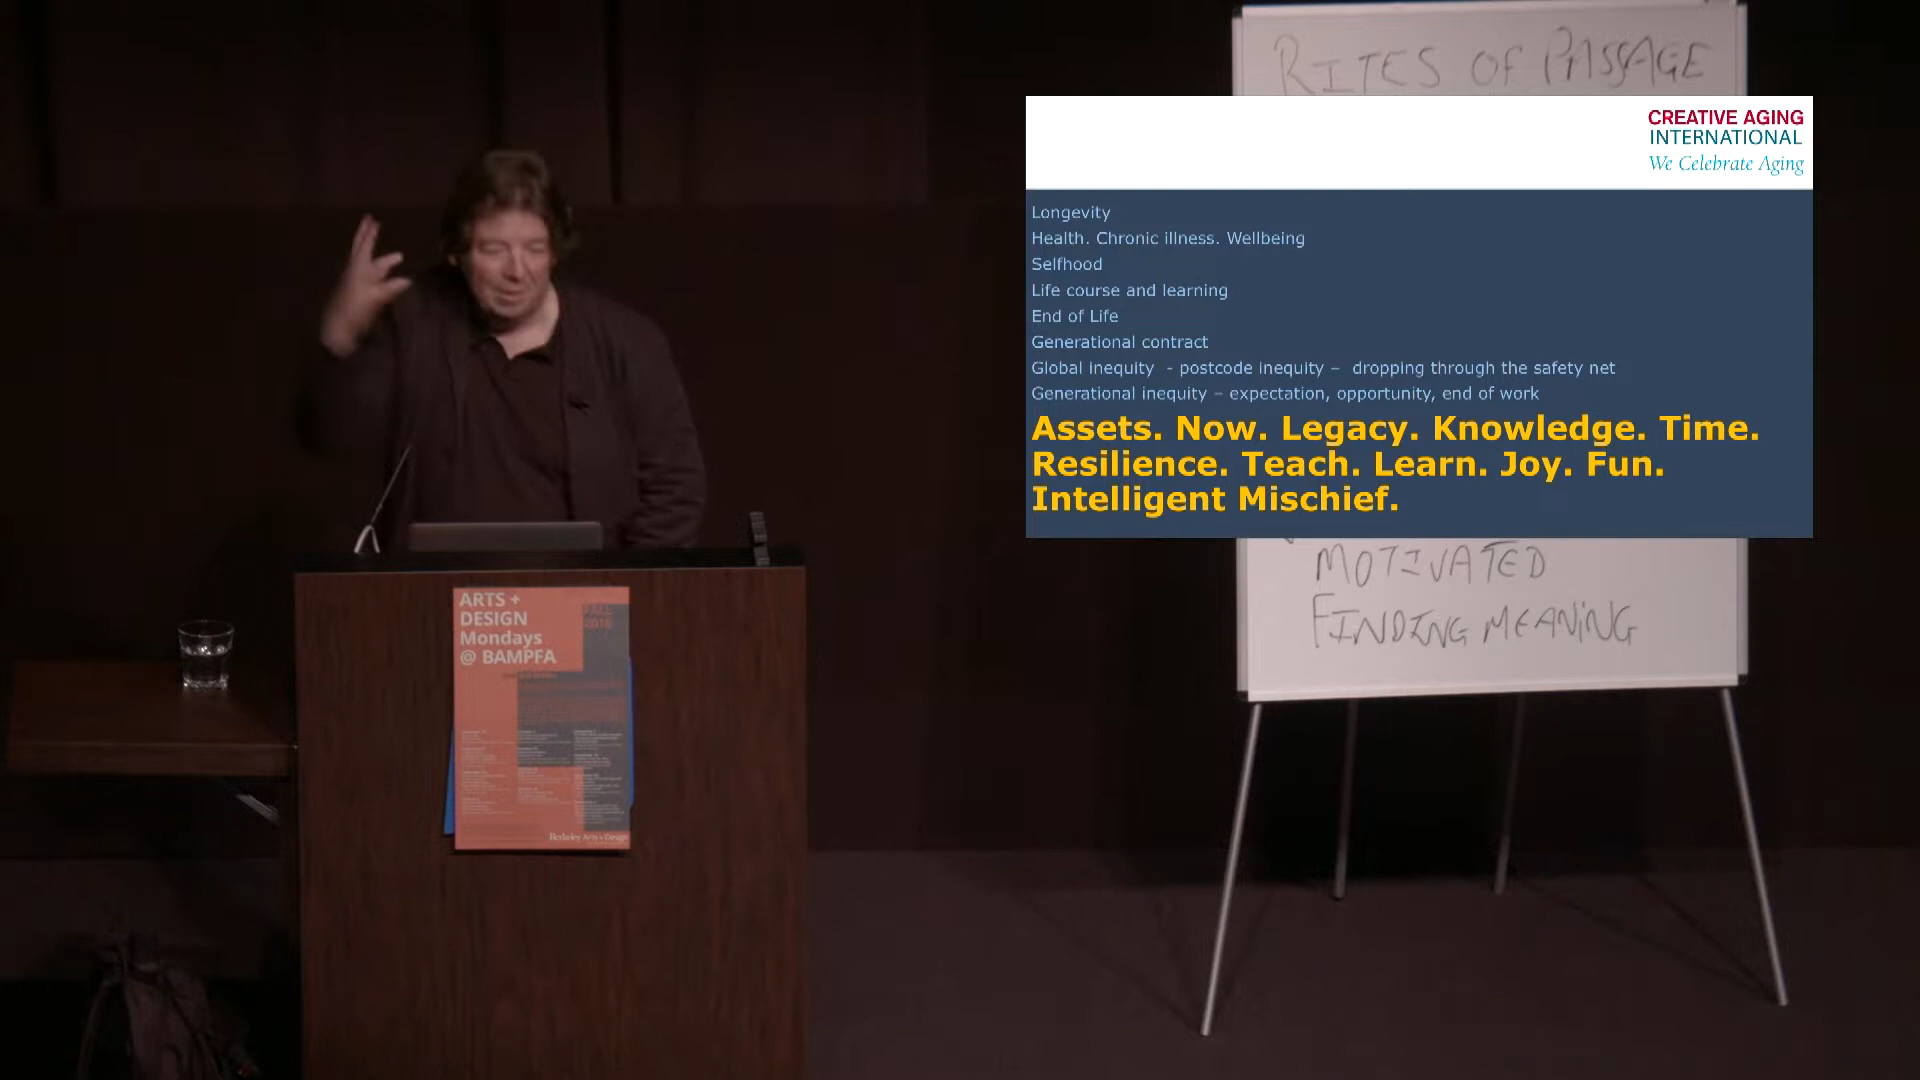 RITES OF PASSAGE
CREATIVE AGING
INTERNATIONAL
We Celebrate Aging
Longevity
Health. Chronic illness. Wellbeing
Selfhood
Life course and learning
End of Life
Generational contract
Global inequity - postcode inequity – dropping through the safety net
Generational inequity – expectation, opportunity, end of work
Assets. Now. Legacy. Knowledge. Time.
Resilience. Teach. Learn. Joy. Fun.
Intelligent Mischief.
MOTIVATED
FINDING MEANING
ARTS +
DESIGN
Mondays
@ BAMPFA
FALL
2016
Berkeley Arts + Design